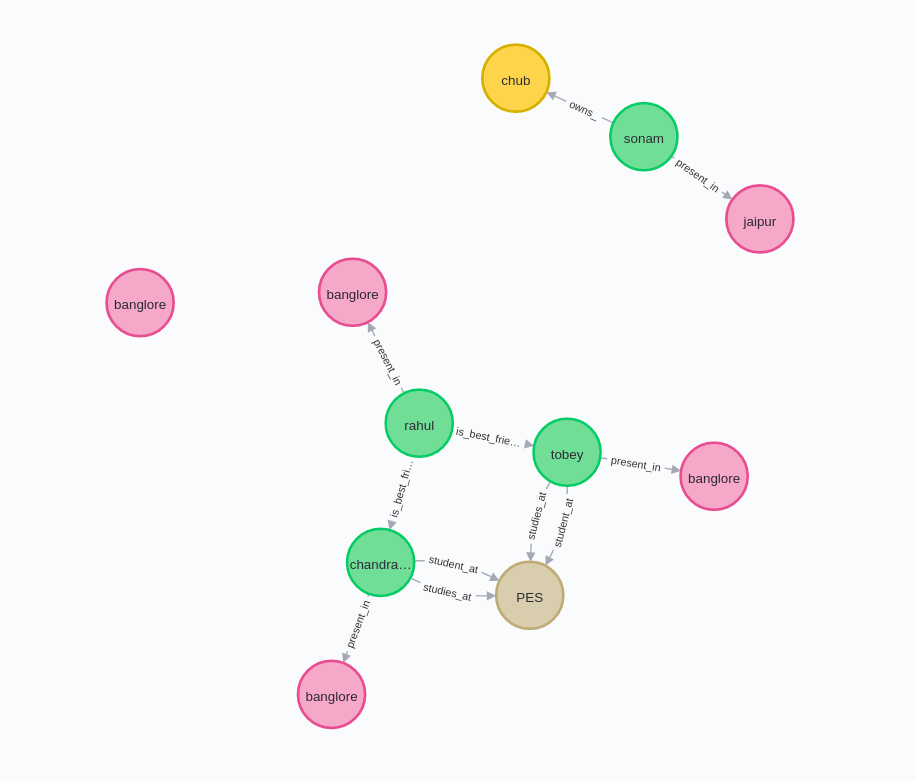 chub
owns_
sonam
present_in
jaipur
banglore
banglore
present_in
rahul
is_best_frie…
tobey
present_in
banglore
is_best_fri…
studies_at
student_at
chandra…
student_at
studies_at
PES
present_in
banglore